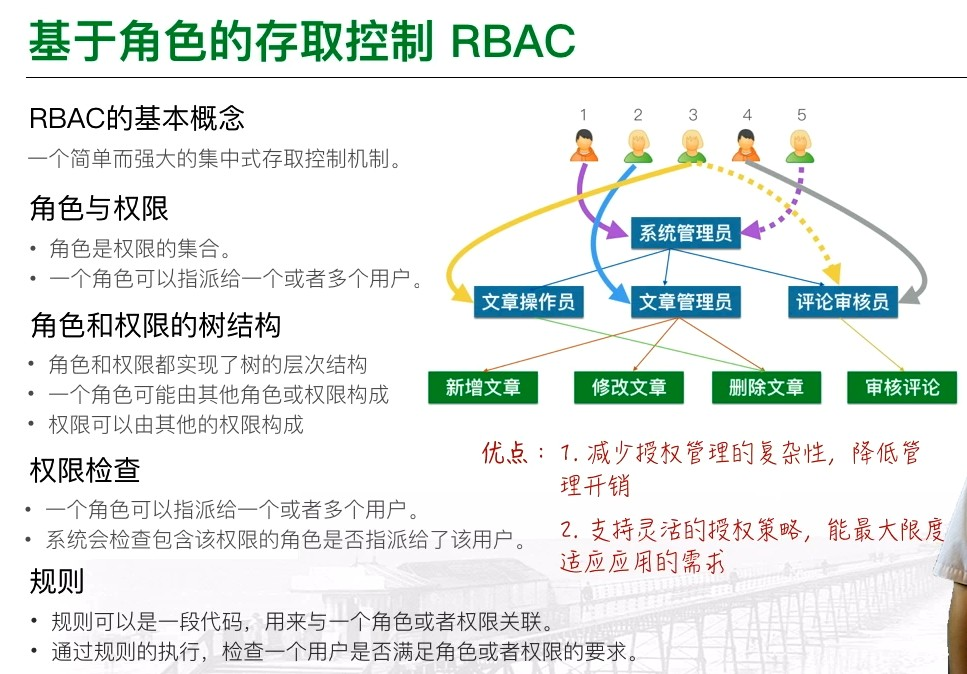 基于角色的存取控制 RBAC
RBAC的基本概念
一个简单而强大的集中式存取控制机制。
角色与权限
• 角色是权限的集合。
• 一个角色可以指派给一个或者多个用户。
角色和权限的树结构
• 角色和权限都实现了树的层次结构
• 一个角色可能由其他角色或权限构成
• 权限可以由其他的权限构成
权限检查
• 一个角色可以指派给一个或者多个用户。
• 系统会检查包含该权限的角色是否指派给了该用户。
规则
• 规则可以是一段代码，用来与一个角色或者权限关联。
• 通过规则的执行，检查一个用户是否满足角色或者权限的要求。
1 2 3 4 5
系统管理员
文章操作员 文章管理员 评论审核员
新增文章 修改文章 删除文章 审核评论
优点：1. 减少授权管理的复杂性，降低管
理开销
2. 支持灵活的授权策略，能最大限度
适应应用的需求